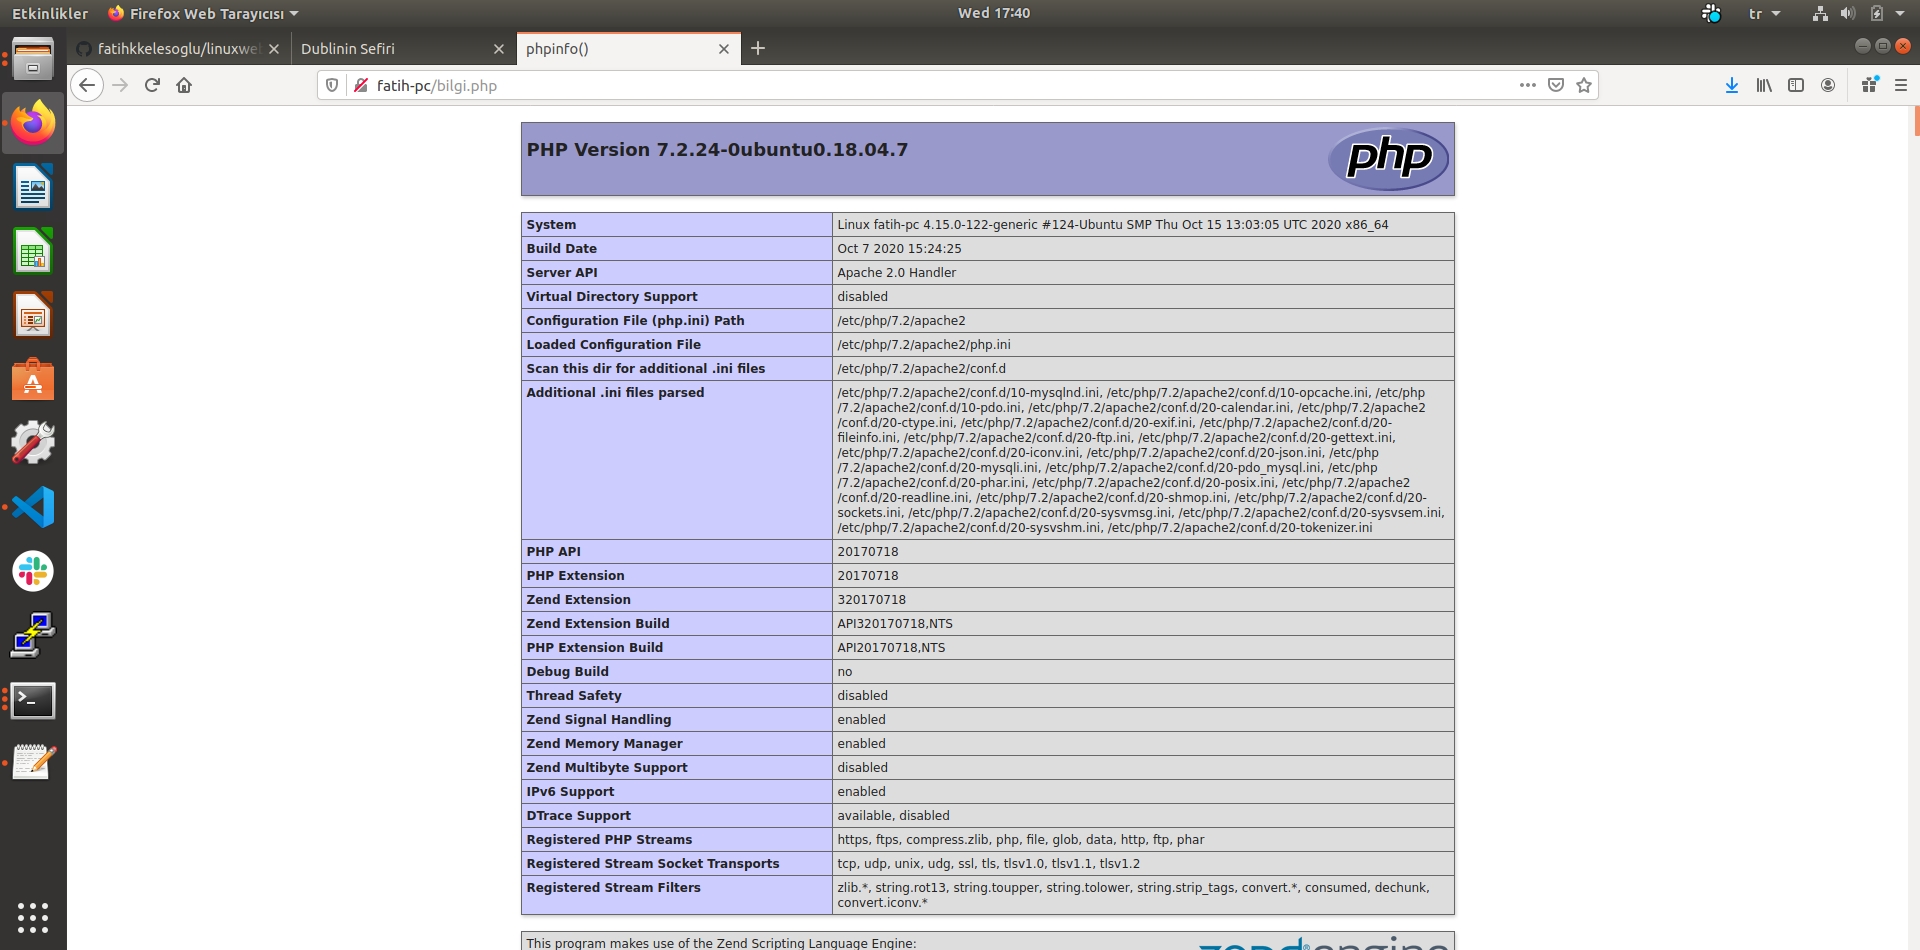 Etkinlikler
Firefox Web Tarayıcısı
Wed 17:40
tr
fatihkkelesoglu/linuxwe
Dublinin Sefiri
phpinfo()
fatih-pc/bilgi.php
PHP Version 7.2.24-0ubuntu0.18.04.7
php
System Linux fatih-pc 4.15.0-122-generic #124-Ubuntu SMP Thu Oct 15 13:03:05 UTC 2020 x86_64
Build Date Oct 7 2020 15:24:25
Server API Apache 2.0 Handler
Virtual Directory Support disabled
Configuration File (php.ini) Path /etc/php/7.2/apache2
Loaded Configuration File /etc/php/7.2/apache2/php.ini
Scan this dir for additional .ini files /etc/php/7.2/apache2/conf.d
Additional .ini files parsed /etc/php/7.2/apache2/conf.d/10-mysqlnd.ini, /etc/php/7.2/apache2/conf.d/10-opcache.ini, /etc/php
/7.2/apache2/conf.d/10-pdo.ini, /etc/php/7.2/apache2/conf.d/20-calendar.ini, /etc/php/7.2/apache2
/conf.d/20-ctype.ini, /etc/php/7.2/apache2/conf.d/20-exif.ini, /etc/php/7.2/apache2/conf.d/20-
fileinfo.ini, /etc/php/7.2/apache2/conf.d/20-ftp.ini, /etc/php/7.2/apache2/conf.d/20-gettext.ini,
/etc/php/7.2/apache2/conf.d/20-iconv.ini, /etc/php/7.2/apache2/conf.d/20-json.ini, /etc/php
/7.2/apache2/conf.d/20-mysqli.ini, /etc/php/7.2/apache2/conf.d/20-pdo_mysql.ini, /etc/php
/7.2/apache2/conf.d/20-phar.ini, /etc/php/7.2/apache2/conf.d/20-posix.ini, /etc/php/7.2/apache2
/conf.d/20-readline.ini, /etc/php/7.2/apache2/conf.d/20-shmop.ini, /etc/php/7.2/apache2/conf.d/20-
sockets.ini, /etc/php/7.2/apache2/conf.d/20-sysvmsg.ini, /etc/php/7.2/apache2/conf.d/20-sysvsem.ini,
/etc/php/7.2/apache2/conf.d/20-sysvshm.ini, /etc/php/7.2/apache2/conf.d/20-tokenizer.ini
PHP API 20170718
PHP Extension 20170718
Zend Extension 320170718
Zend Extension Build API320170718,NTS
PHP Extension Build API20170718,NTS
Debug Build no
Thread Safety disabled
Zend Signal Handling enabled
Zend Memory Manager enabled
Zend Multibyte Support disabled
IPv6 Support enabled
DTrace Support available, disabled
Registered PHP Streams https, ftps, compress.zlib, php, file, glob, data, http, ftp, phar
Registered Stream Socket Transports tcp, udp, unix, udg, ssl, tls, tlsv1.0, tlsv1.1, tlsv1.2
Registered Stream Filters zlib.*, string.rot13, string.toupper, string.tolower, string.strip_tags, convert.*, consumed, dechunk,
convert.iconv.*
This program makes use of the Zend Scripting Language Engine:
zend engine